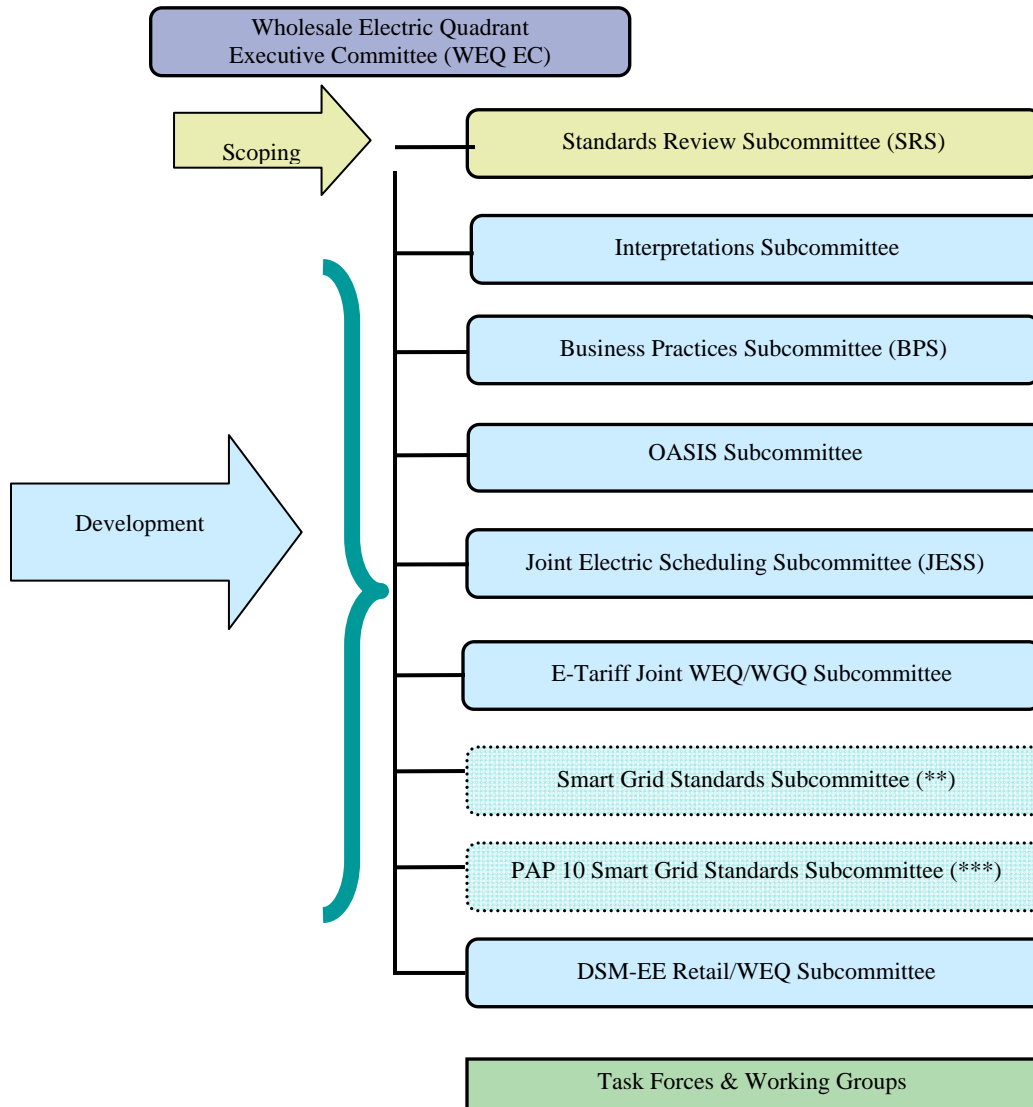 Wholesale Electric Quadrant
Executive Committee (WEQ EC)
Scoping
Standards Review Subcommittee (SRS)
Interpretations Subcommittee
Business Practices Subcommittee (BPS)
OASIS Subcommittee
Development
Joint Electric Scheduling Subcommittee (JESS)
E-Tariff Joint WEQ/WGQ Subcommittee
Smart Grid Standards Subcommittee (**)
PAP 10 Smart Grid Standards Subcommittee (***)
DSM-EE Retail/WEQ Subcommittee
Task Forces & Working Groups